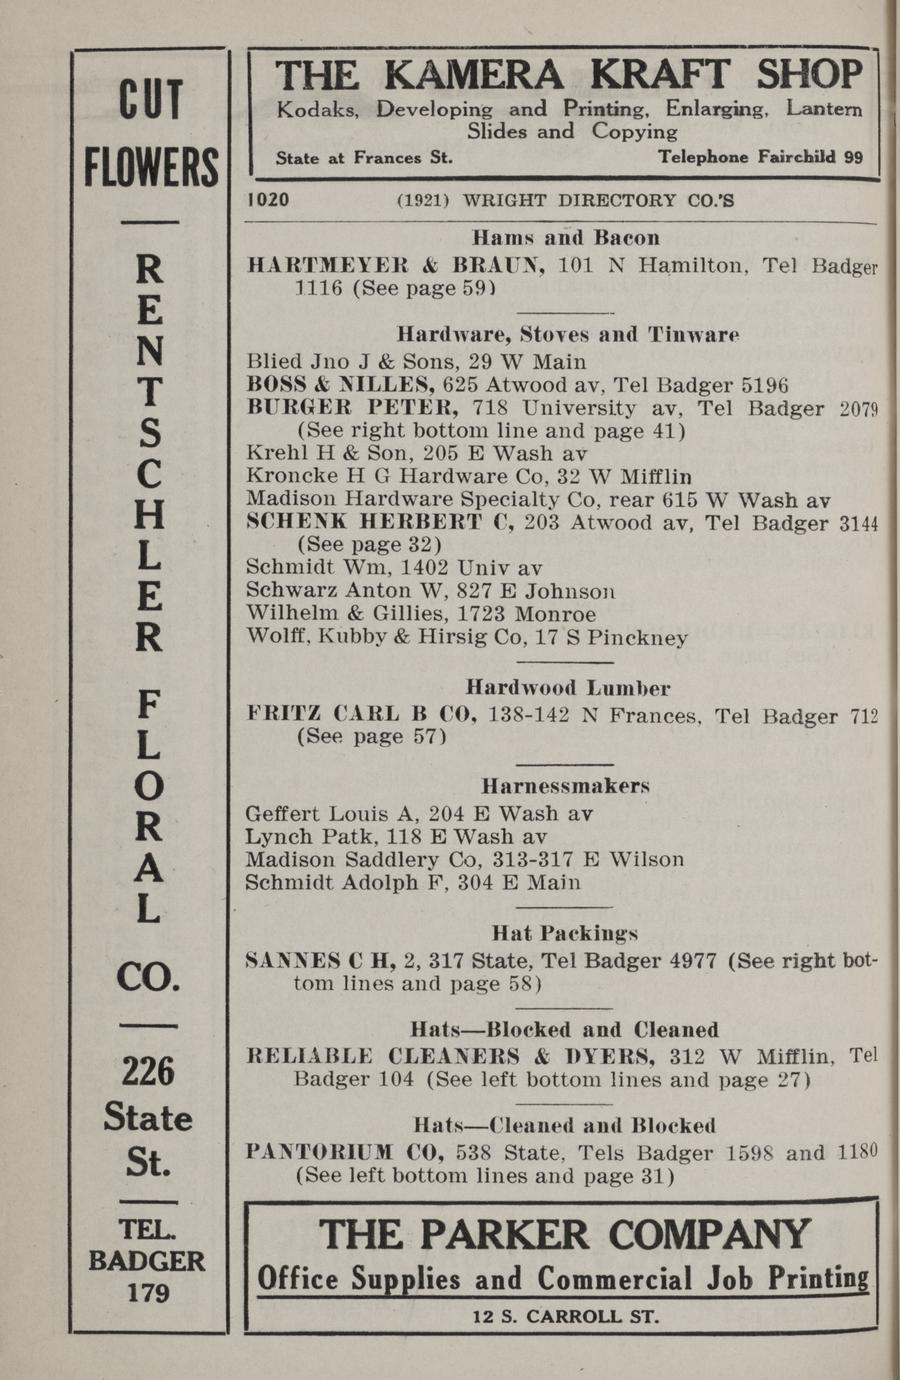 CUT
FLOWERS
RENTSCHLER
FLORAL
CO.
226
State
St.
TEL.
BADGER
179
THE KAMERA KRAFT SHOP
Kodaks, Developing and Printing, Enlarging, Lantern
Slides and Copying
State at Frances St. Telephone Fairchild 99
1020 (1921) WRIGHT DIRECTORY CO.'S
Hams and Bacon
HARTMEYER & BRAUN, 101 N Hamilton, Tel Badger
1116 (See page 59)
Hardware, Stoves and Tinware
Blied Jno J & Sons, 29 W Main
BOSS & NILLES, 625 Atwood av, Tel Badger 5196
BURGER PETER, 718 University av, Tel Badger 2079
(See right bottom line and page 41)
Krehl H & Son, 205 E Wash av
Kroncke H G Hardware Co, 32 W Mifflin
Madison Hardware Specialty Co, rear 615 W Wash av
SCHENK HERBERT C, 203 Atwood av, Tel Badger 3144
(See page 32)
Schmidt Wm, 1402 Univ av
Schwarz Anton W, 827 E Johnson
Wilhelm & Gillies, 1723 Monroe
Wolff, Kubby & Hirsig Co, 17 S Pinckney
Hardwood Lumber
FRITZ CARL B CO, 138-142 N Frances, Tel Badger 712
(See page 57)
Harnessmakers
Geffert Louis A, 204 E Wash av
Lynch Patk, 118 E Wash av
Madison Saddlery Co, 313-317 E Wilson
Schmidt Adolph F, 304 E Main
Hat Packings
SANNES C H, 2, 317 State, Tel Badger 4977 (See right bot-
tom lines and page 58)
Hats—Blocked and Cleaned
RELIABLE CLEANERS & DYERS, 312 W Mifflin, Tel
Badger 104 (See left bottom lines and page 27)
Hats—Cleaned and Blocked
PANTORIUM CO, 538 State, Tels Badger 1598 and 1180
(See left bottom lines and page 31)
THE PARKER COMPANY
Office Supplies and Commercial Job Printing
12 S. CARROLL ST.